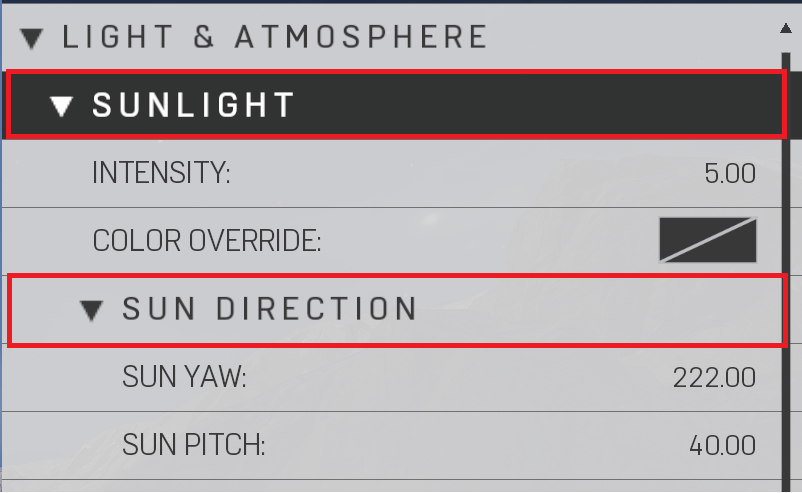 LIGHT & ATMOSPHERE
SUNLIGHT
INTENSITY: 5.00
COLOR OVERRIDE:
SUN DIRECTION
SUN YAW: 222.00
SUN PITCH: 40.00